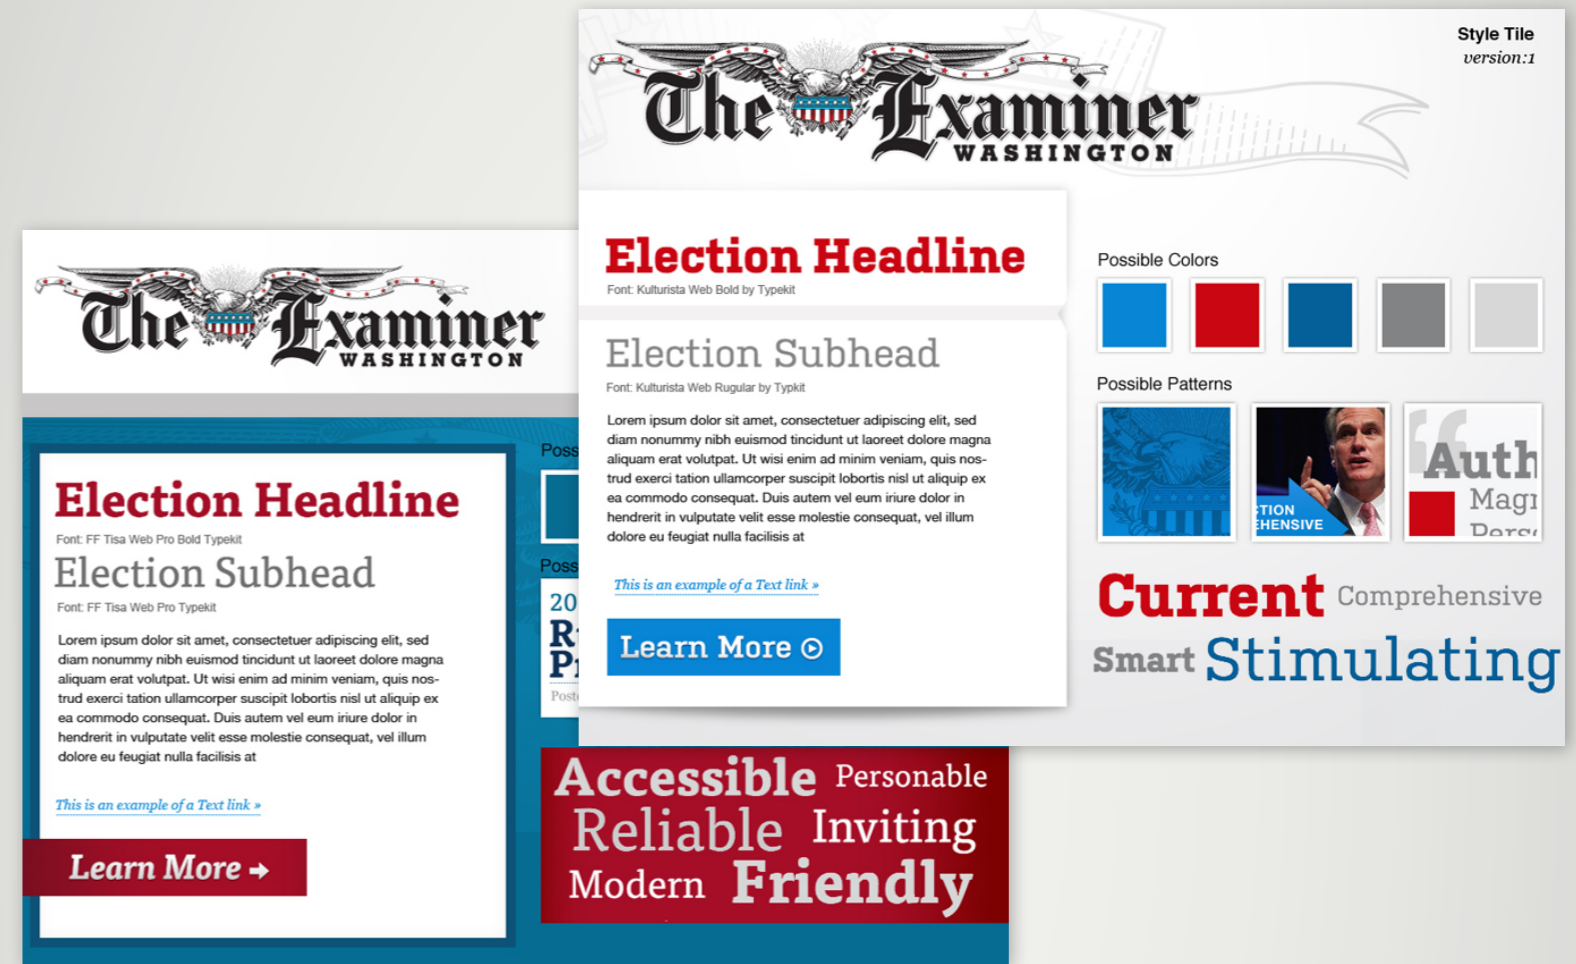 Style Tile
version:1
The Examiner
WASHINGTON
Election Headline
Font: Kulturista Web Bold by Typekit
Election Subhead
Font: Kulturista Web Rugular by Typkit
Lorem ipsum dolor sit amet, consectetuer adipiscing elit, sed
diam nonummy nibh euismod tincidunt ut laoreet dolore magna
aliquam erat volutpat. Ut wisi enim ad minim veniam, quis nos-
trud exerci tation ullamcorper suscipit lobortis nisl ut aliquip ex
ea commodo consequat. Duis autem vel eum iriure dolor in
hendrerit in vulputate velit esse molestie consequat, vel illum
dolore eu feugiat nulla facilisis at
This is an example of a Text link »
Learn More
Possible Colors
Possible Patterns
CTION
EHENSIVE
“Auth
Magn
Perso
Current Comprehensive
Smart Stimulating
The Examiner
WASHINGTON
Election Headline
Font: FF Tisa Web Pro Bold Typekit
Election Subhead
Font: FF Tisa Web Pro Typekit
Lorem ipsum dolor sit amet, consectetuer adipiscing elit, sed
diam nonummy nibh euismod tincidunt ut laoreet dolore magna
aliquam erat volutpat. Ut wisi enim ad minim veniam, quis nos-
trud exerci tation ullamcorper suscipit lobortis nisl ut aliquip ex
ea commodo consequat. Duis autem vel eum iriure dolor in
hendrerit in vulputate velit esse molestie consequat, vel illum
dolore eu feugiat nulla facilisis at
This is an example of a Text link »
Learn More →
Poss
Poss
20
R
Pr
Poste
Accessible Personable
Reliable Inviting
Modern Friendly